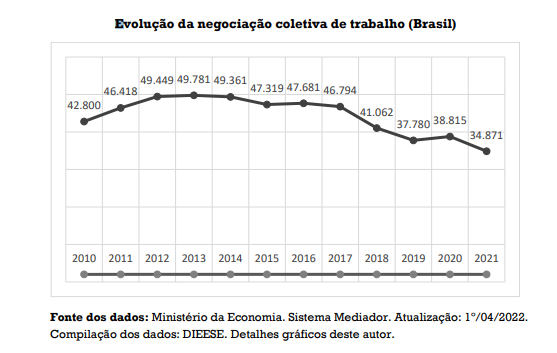 Evolução da negociação coletiva de trabalho (Brasil)
42.800 46.418 49.449 49.781 49.361 47.319 47.681 46.794 41.062 37.780 38.815 34.871
2010 2011 2012 2013 2014 2015 2016 2017 2018 2019 2020 2021
Fonte dos dados: Ministério da Economia. Sistema Mediador. Atualização: 1º/04/2022.
Compilação dos dados: DIEESE. Detalhes gráficos deste autor.